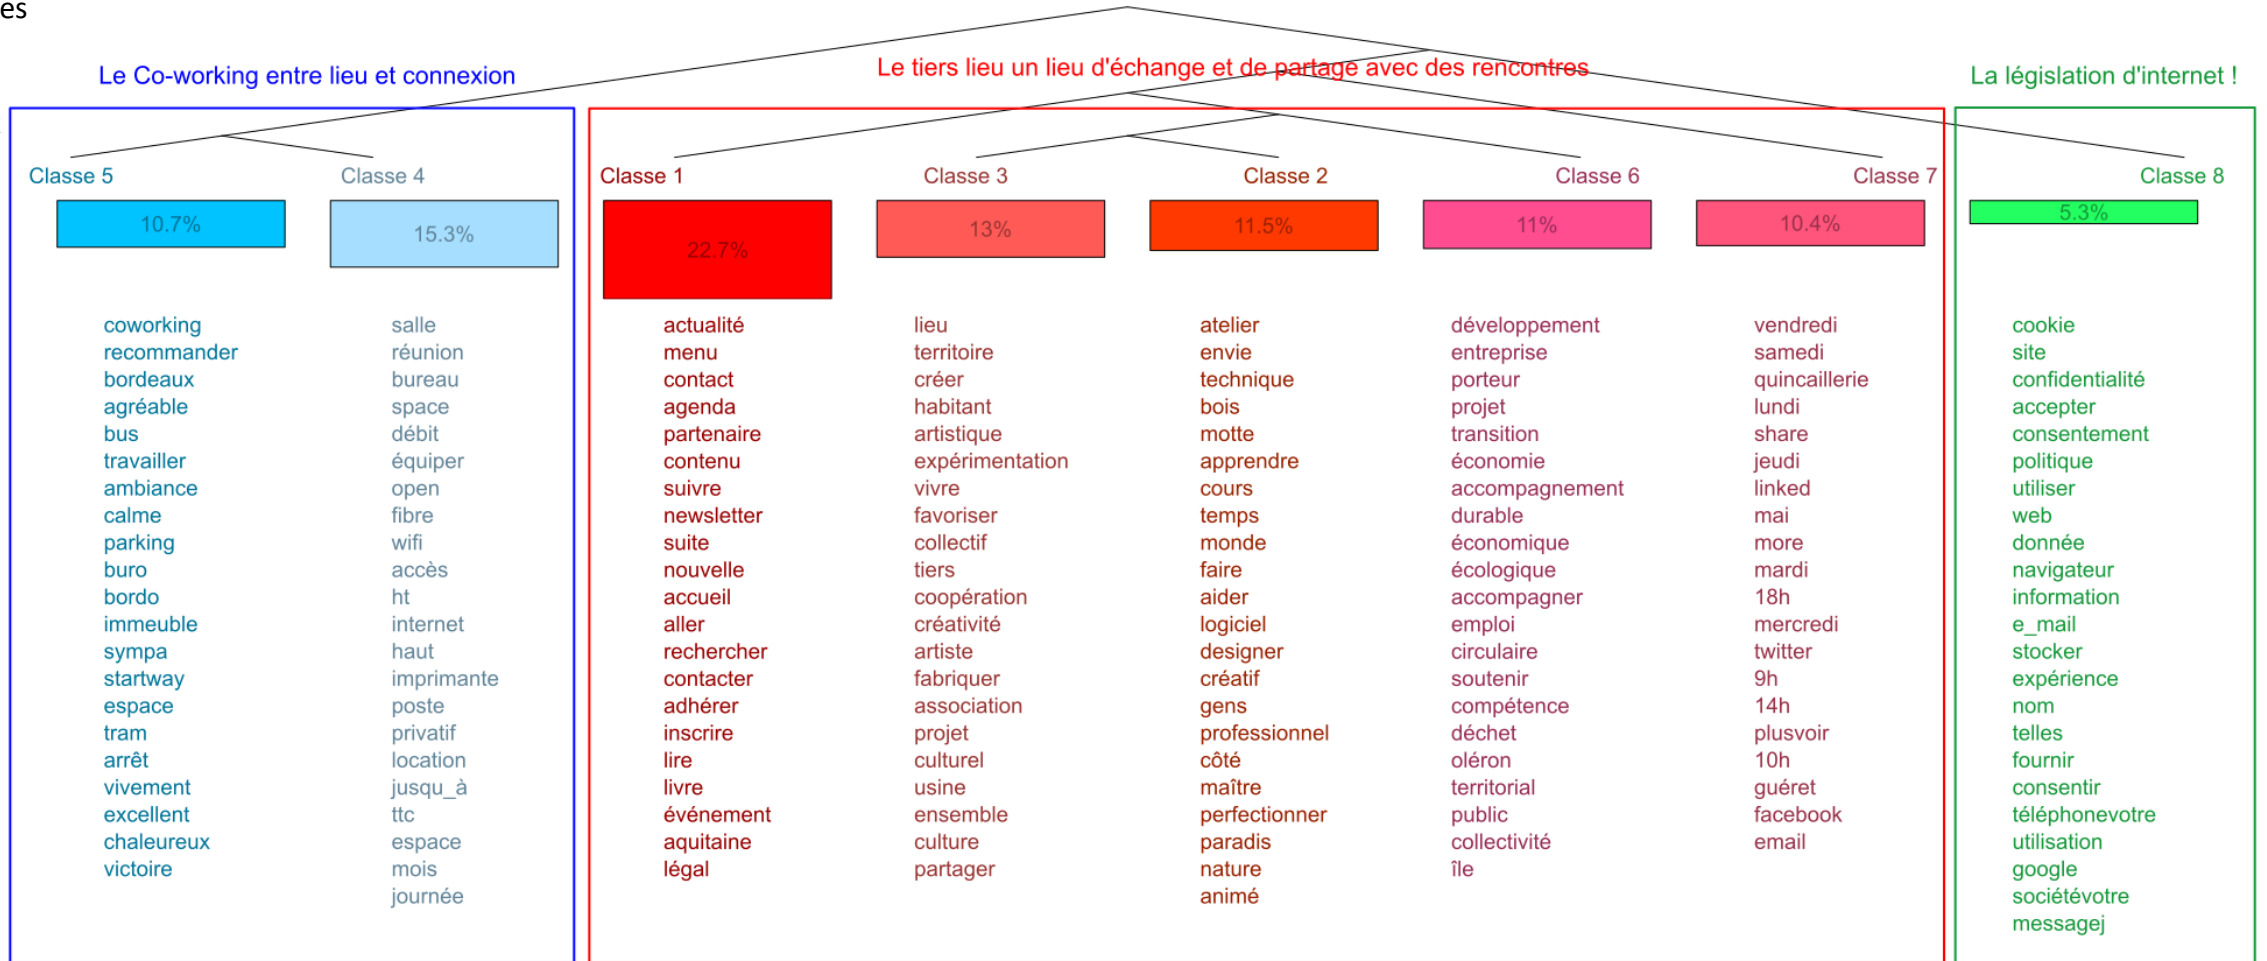 es
Le Co-working entre lieu et connexion
Le tiers lieu un lieu d'échange et de partage avec des rencontres
La législation d'internet !
Classe 5
10.7%
coworking
recommander
bordeaux
agréable
bus
travailler
ambiance
calme
parking
buro
bordo
immeuble
sympa
startway
espace
tram
arrêt
vivement
excellent
chaleureux
victoire
Classe 4
15.3%
salle
réunion
bureau
space
débit
équiper
open
fibre
wifi
accès
ht
internet
haut
imprimante
poste
privatif
location
jusqu_à
ttc
espace
mois
journée
Classe 1
22.7%
actualité
menu
contact
agenda
partenaire
contenu
suivre
newsletter
suite
nouvelle
accueil
aller
rechercher
contacter
adhérer
inscrire
lire
livre
événement
aquitaine
légal
Classe 3
13%
lieu
territoire
créer
habitant
artistique
expérimentation
vivre
favoriser
collectif
tiers
coopération
créativité
artiste
fabriquer
association
projet
culturel
usine
ensemble
culture
partager
Classe 2
11.5%
atelier
envie
technique
bois
motte
apprendre
cours
temps
monde
faire
aider
logiciel
designer
créatif
gens
professionnel
côté
maître
perfectionner
paradis
nature
animé
Classe 6
11%
développement
entreprise
porteur
projet
transition
économie
accompagnement
durable
économique
écologique
accompagner
emploi
circulaire
soutenir
compétence
déchet
oléron
territorial
public
collectivité
île
Classe 7
10.4%
vendredi
samedi
quincaillerie
lundi
share
jeudi
linked
mai
more
mardi
18h
mercredi
twitter
9h
14h
plusvoir
10h
guéret
facebook
email
Classe 8
5.3%
cookie
site
confidentialité
accepter
consentement
politique
utiliser
web
donnée
navigateur
information
e_mail
stocker
expérience
nom
telles
fournir
consentir
téléphonevotre
utilisation
google
sociétévotre
messagej